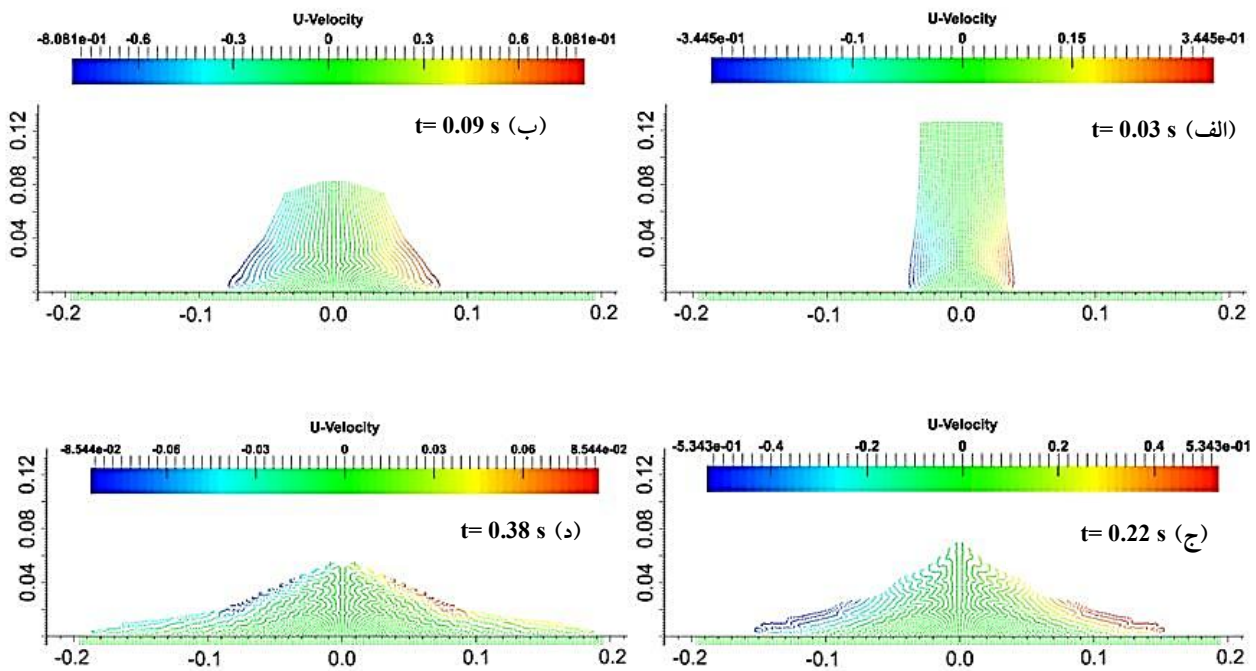 U-Velocity
-8.081e-01 -0.6 -0.3 0 0.3 0.6 8.081e-01
t= 0.09 s (ب)
0.12
0.08
0.04
-0.2 -0.1 0.0 0.1 0.2
U-Velocity
-3.445e-01 -0.1 0 0.15 3.445e-01
t= 0.03 s (الف)
0.12
0.08
0.04
-0.2 -0.1 0.0 0.1 0.2
U-Velocity
-8.544e-02 -0.06 -0.03 0 0.03 0.06 8.544e-02
t= 0.38 s (د)
0.12
0.08
0.04
-0.2 -0.1 0.0 0.1 0.2
U-Velocity
-5.343e-01 -0.4 -0.2 0 0.2 0.4 5.343e-01
t= 0.22 s (ج)
0.12
0.08
0.04
-0.2 -0.1 0.0 0.1 0.2